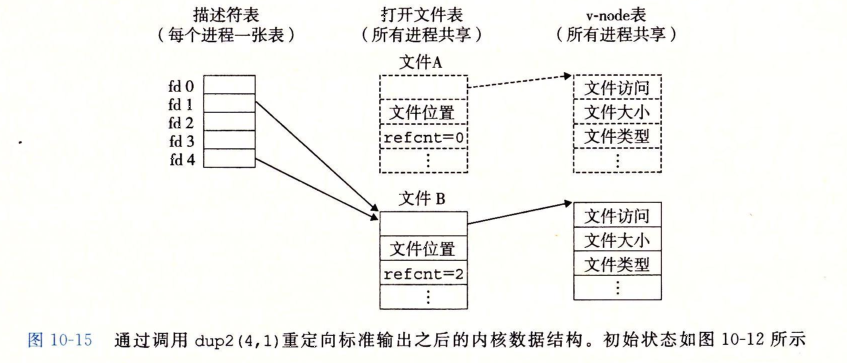 描述符表
（每个进程一张表）
打开文件表
（所有进程共享）
v-node表
（所有进程共享）
fd 0
fd 1
fd 2
fd 3
fd 4
文件A
文件位置
refcnt=0
⋮
文件访问
文件大小
文件类型
⋮
文件 B
文件位置
refcnt=2
⋮
文件访问
文件大小
文件类型
⋮
图 10-15 通过调用 dup2(4,1)重定向标准输出之后的内核数据结构。初始状态如图 10-12 所示